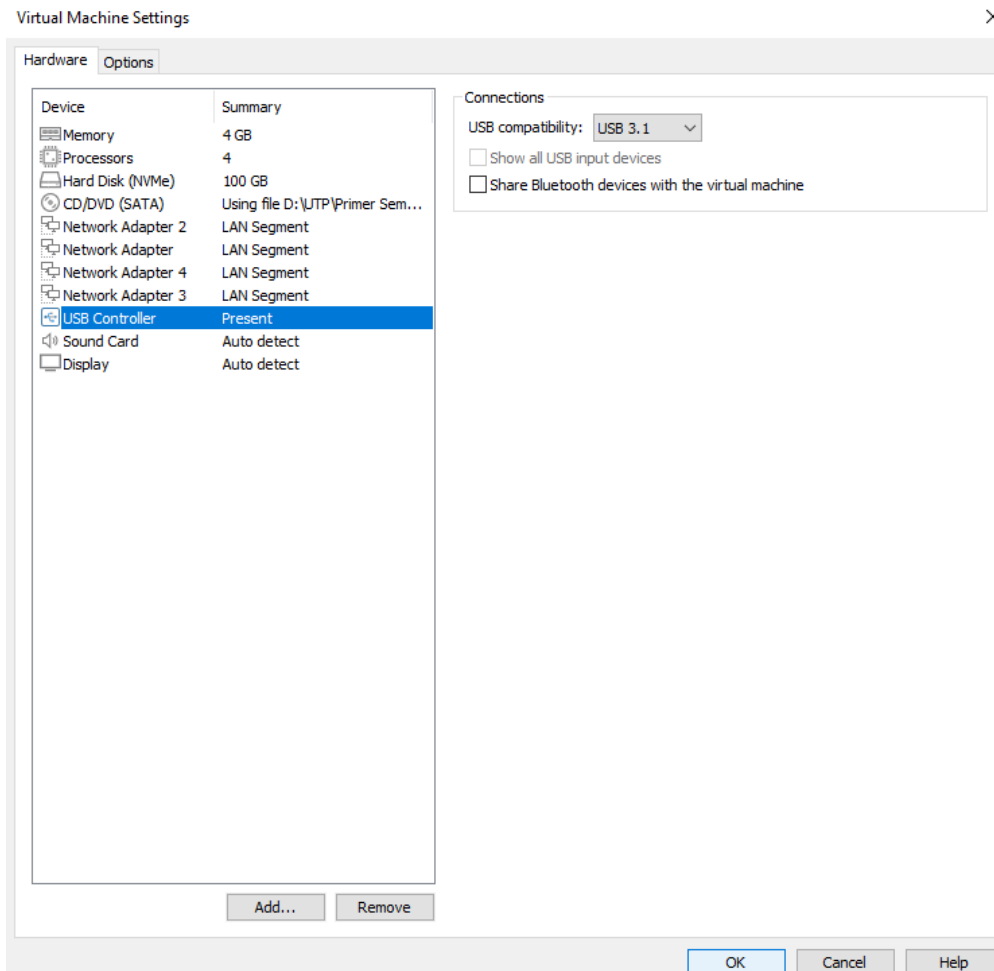 Virtual Machine Settings
Hardware
Options
Device Summary
Memory 4 GB
Processors 4
Hard Disk (NVMe) 100 GB
CD/DVD (SATA) Using file D:\UTP\Primer Sem...
Network Adapter 2 LAN Segment
Network Adapter LAN Segment
Network Adapter 4 LAN Segment
Network Adapter 3 LAN Segment
USB Controller Present
Sound Card Auto detect
Display Auto detect
Add... Remove
Connections
USB compatibility: USB 3.1
Show all USB input devices
Share Bluetooth devices with the virtual machine
OK Cancel Help